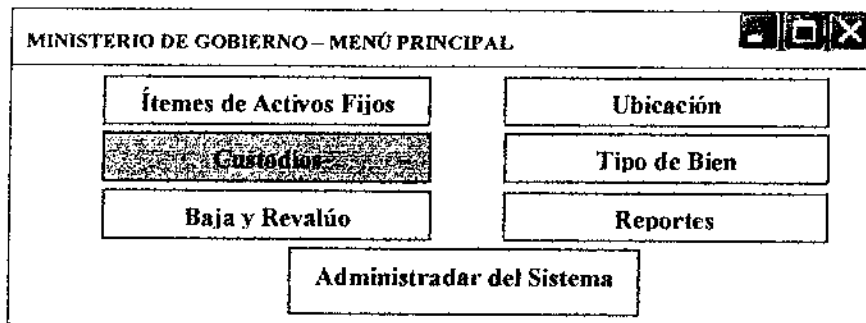 MINISTERIO DE GOBIERNO – MENÚ PRINCIPAL
Ítemes de Activos Fijos
Ubicación
Custodios
Tipo de Bien
Baja y Revalúo
Reportes
Administradar del Sistema